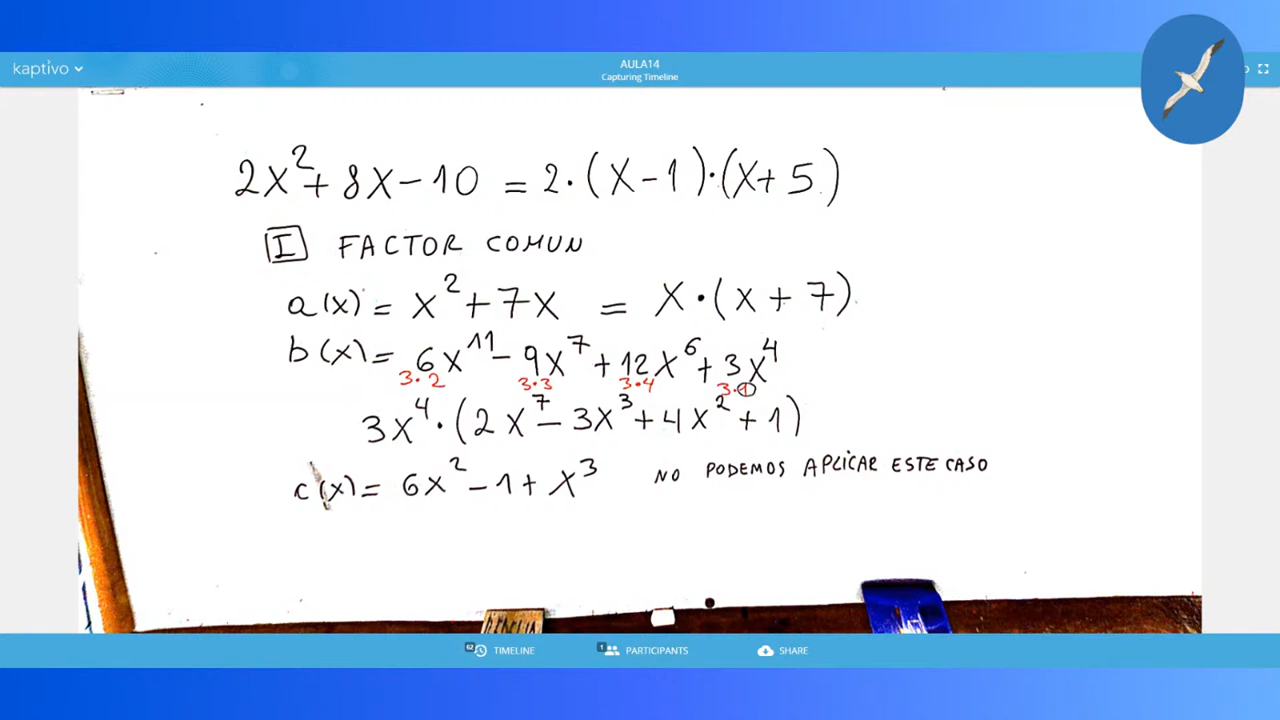 kaptivo
AULA14
Capturing Timeline
2x² + 8x - 10 = 2·(x-1)·(x+5)
I FACTOR COMUN
a(x) = x² + 7x = x·(x+7)
b(x) = 6x¹¹ - 9x⁷ + 12x⁶ + 3x⁴
3·2 3·3 3·4 3·1
3x⁴·(2x⁷ - 3x³ + 4x² + 1)
c(x) = 6x² - 1 + x³ NO PODEMOS APLICAR ESTE CASO
62 TIMELINE
1 PARTICIPANTS
SHARE